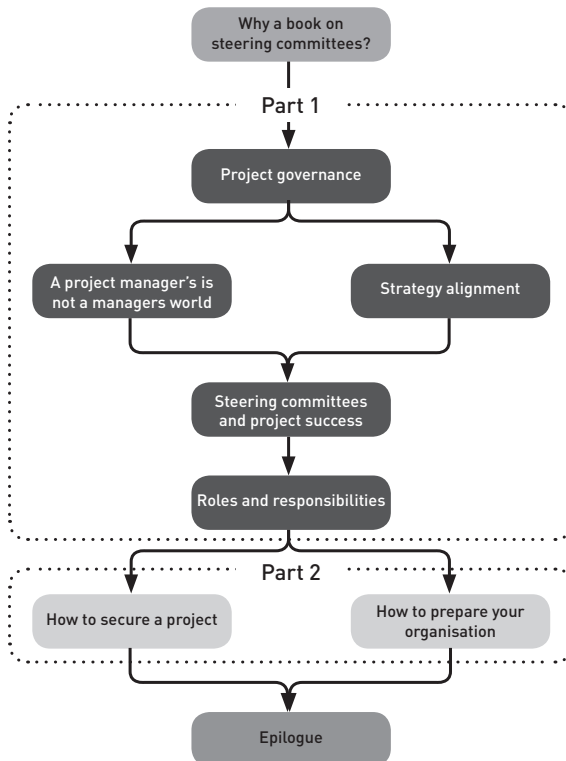 Why a book on
steering committees?
Part 1
Project governance
A project manager's is
not a managers world
Strategy alignment
Steering committees
and project success
Roles and responsibilities
Part 2
How to secure a project
How to prepare your
organisation
Epilogue